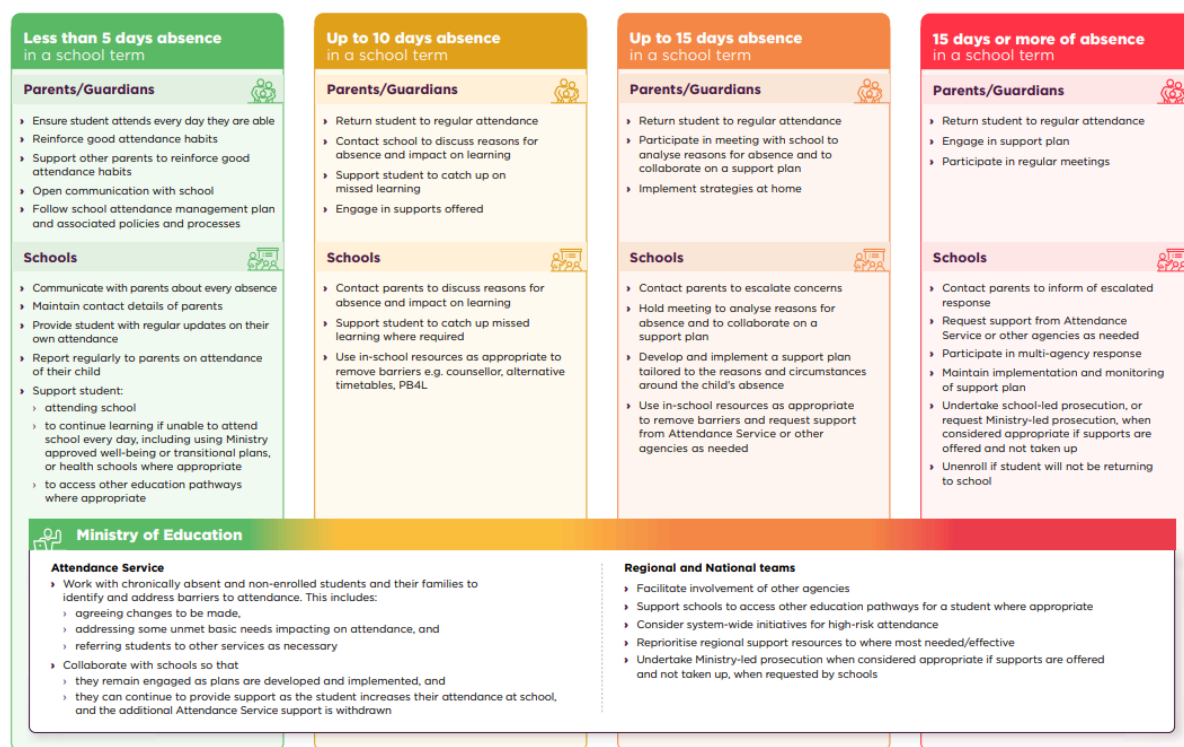 Less than 5 days absence
in a school term
Parents/Guardians
› Ensure student attends every day they are able
› Reinforce good attendance habits
› Support other parents to reinforce good
attendance habits
› Open communication with school
› Follow school attendance management plan
and associated policies and processes
Schools
› Communicate with parents about every absence
› Maintain contact details of parents
› Provide student with regular updates on their
own attendance
› Report regularly to parents on attendance
of their child
› Support student:
› attending school
› to continue learning if unable to attend
school every day, including using Ministry
approved well-being or transitional plans,
or health schools where appropriate
› to access other education pathways
where appropriate
Up to 10 days absence
in a school term
Parents/Guardians
› Return student to regular attendance
› Contact school to discuss reasons for
absence and impact on learning
› Support student to catch up on
missed learning
› Engage in supports offered
Schools
› Contact parents to discuss reasons for
absence and impact on learning
› Support student to catch up missed
learning where required
› Use in-school resources as appropriate to
remove barriers e.g. counsellor, alternative
timetables, PB4L
Up to 15 days absence
in a school term
Parents/Guardians
› Return student to regular attendance
› Participate in meeting with school to
analyse reasons for absence and to
collaborate on a support plan
› Implement strategies at home
Schools
› Contact parents to escalate concerns
› Hold meeting to analyse reasons for
absence and to collaborate on a
support plan
› Develop and implement a support plan
tailored to the reasons and circumstances
around the child's absence
› Use in-school resources as appropriate
to remove barriers and request support
from Attendance Service or other
agencies as needed
15 days or more of absence
in a school term
Parents/Guardians
› Return student to regular attendance
› Engage in support plan
› Participate in regular meetings
Schools
› Contact parents to inform of escalated
response
› Request support from Attendance
Service or other agencies as needed
› Participate in multi-agency response
› Maintain implementation and monitoring
of support plan
› Undertake school-led prosecution, or
request Ministry-led prosecution, when
considered appropriate if supports are
offered and not taken up
› Unenroll if student will not be returning
to school
Ministry of Education
Attendance Service
› Work with chronically absent and non-enrolled students and their families to
identify and address barriers to attendance. This includes:
› agreeing changes to be made,
› addressing some unmet basic needs impacting on attendance, and
› referring students to other services as necessary
› Collaborate with schools so that
› they remain engaged as plans are developed and implemented, and
› they can continue to provide support as the student increases their attendance at school,
and the additional Attendance Service support is withdrawn
Regional and National teams
› Facilitate involvement of other agencies
› Support schools to access other education pathways for a student where appropriate
› Consider system-wide initiatives for high-risk attendance
› Reprioritise regional support resources to where most needed/effective
› Undertake Ministry-led prosecution when considered appropriate if supports are offered
and not taken up, when requested by schools